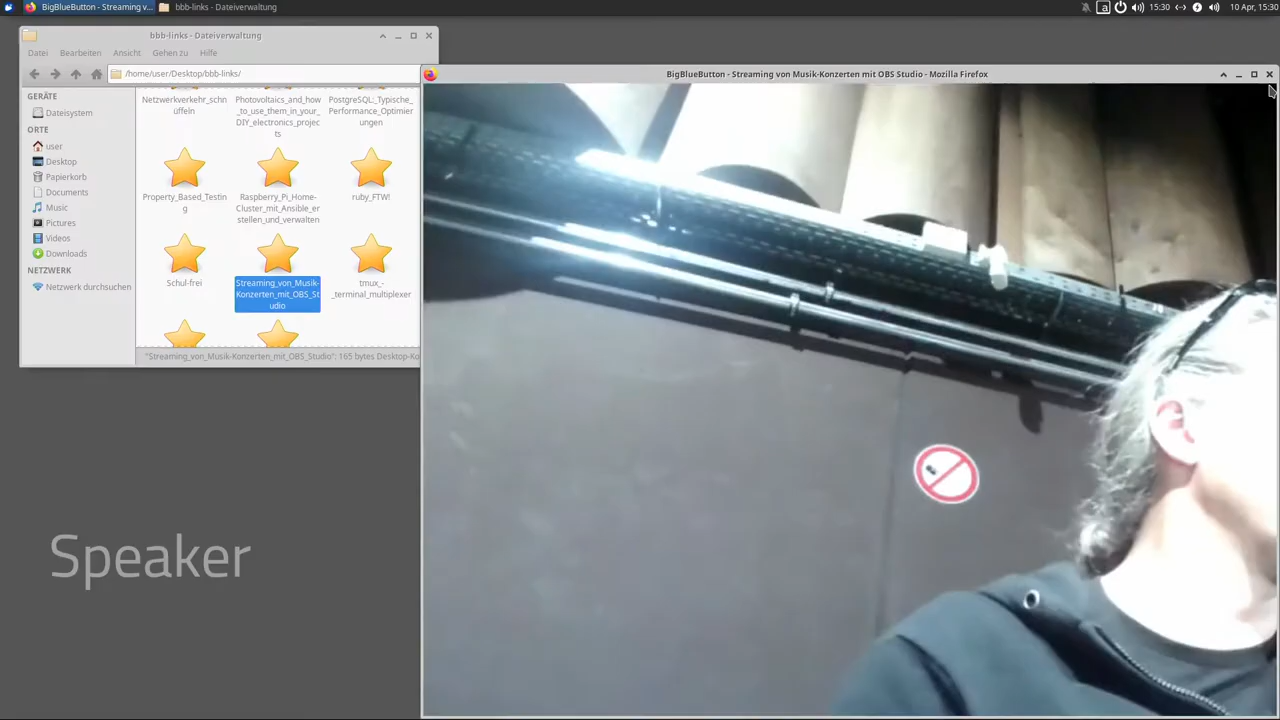 BigBlueButton - Streaming v...
bbb-links - Dateiverwaltung
15:30
10 Apr, 15:30
bbb-links - Dateiverwaltung
Datei Bearbeiten Ansicht Gehen zu Hilfe
/home/user/Desktop/bbb-links/
GERÄTE
Dateisystem
ORTE
user
Desktop
Papierkorb
Documents
Music
Pictures
Videos
Downloads
NETZWERK
Netzwerk durchsuchen
Netzwerkverkehr_schnüffeln
Photovoltaics_and_how
_to_use_them_in_your_
_DIY_electronics_projec
ts
PostgreSQL:_Typische_
Performance_Optimier
ungen
Property_Based_Testin
g
Raspberry_Pi_Home-
Cluster_mit_Ansible_er
stellen_und_verwalten
ruby_FTW!
Schul-frei
Streaming_von_Musik-
Konzerten_mit_OBS_St
udio
tmux_-
_terminal_multiplexer
"Streaming_von_Musik-Konzerten_mit_OBS_Studio": 165 bytes Desktop-Ko
BigBlueButton - Streaming von Musik-Konzerten mit OBS Studio - Mozilla Firefox
Speaker